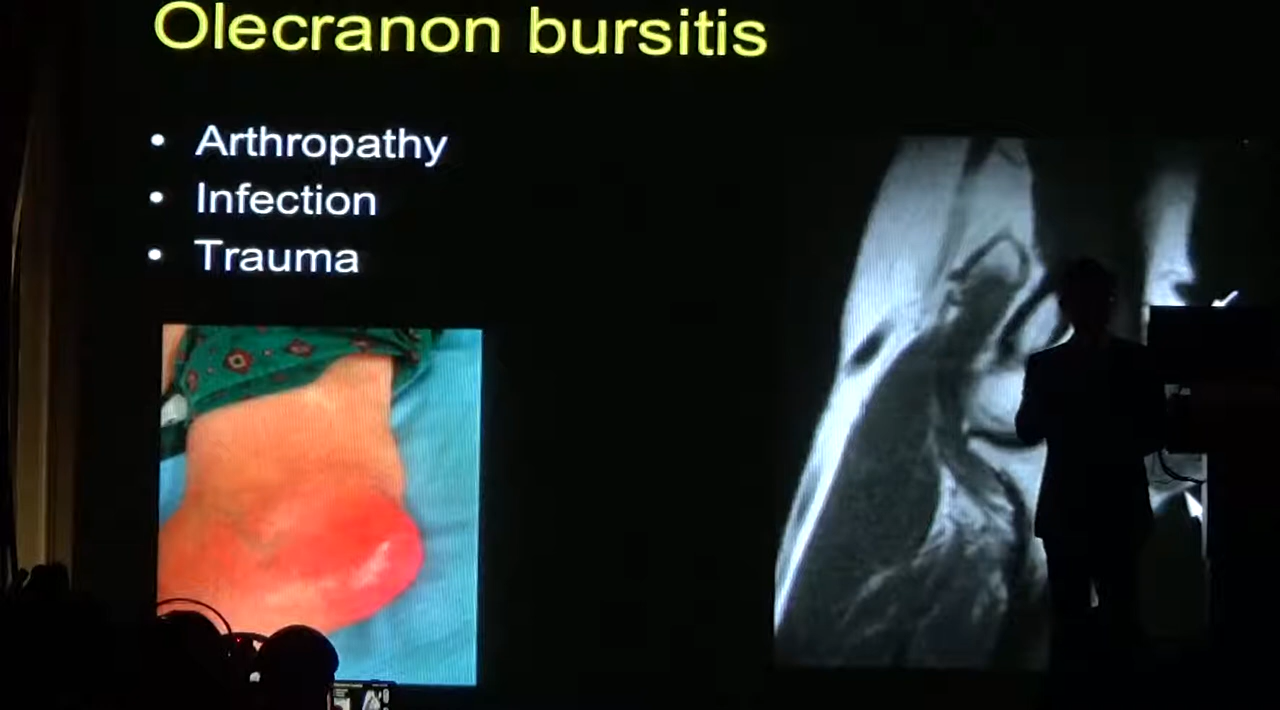 Olecranon bursitis
• Arthropathy
• Infection
• Trauma